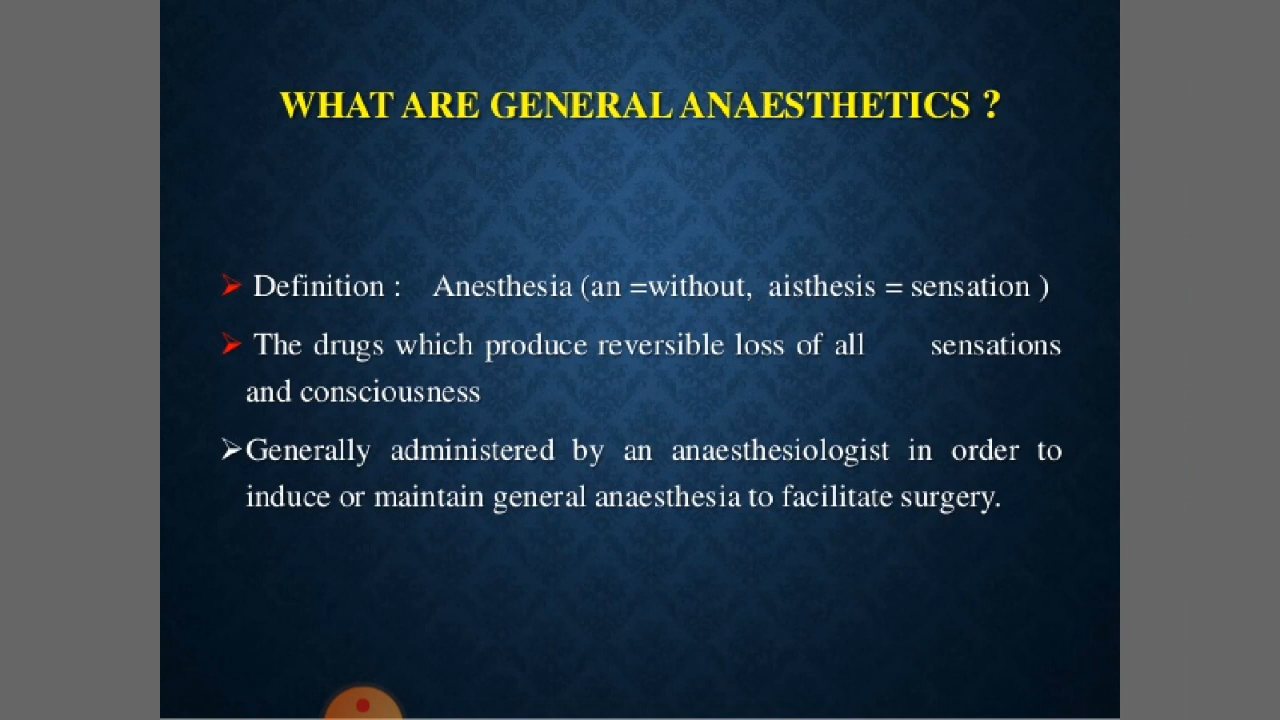 WHAT ARE GENERAL ANAESTHETICS ?
Definition : Anesthesia (an =without, aisthesis = sensation )
The drugs which produce reversible loss of all sensations
and consciousness
Generally administered by an anaesthesiologist in order to
induce or maintain general anaesthesia to facilitate surgery.